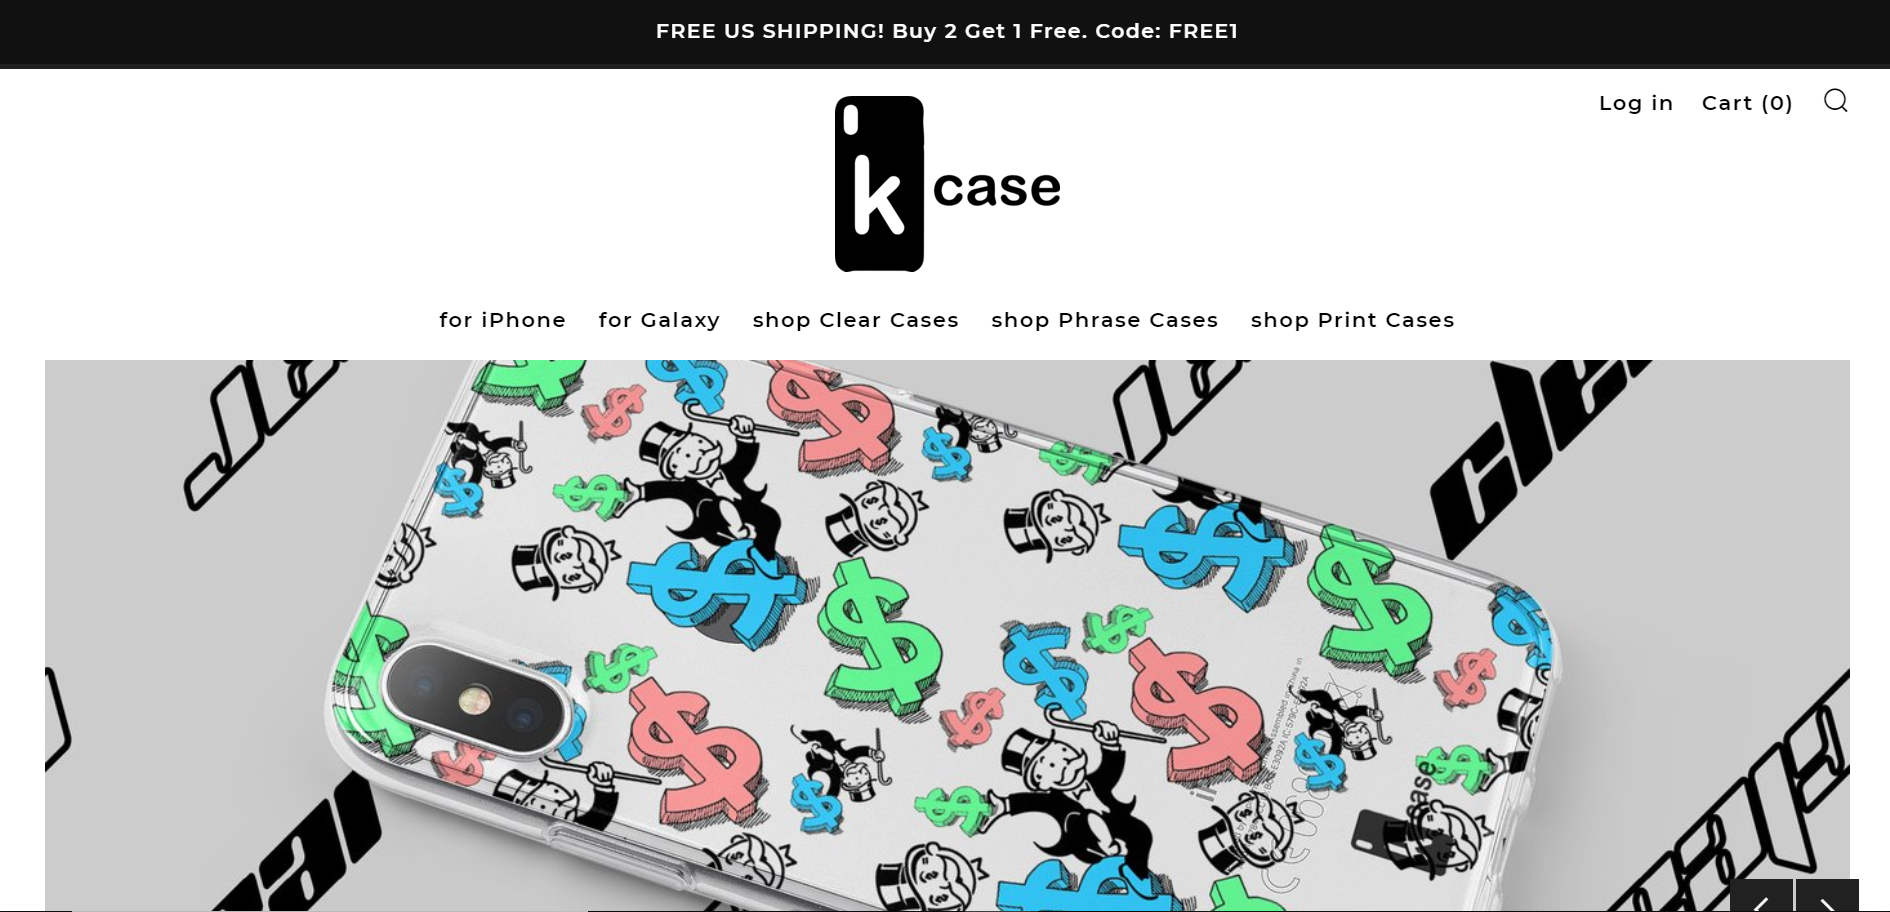 FREE US SHIPPING! Buy 2 Get 1 Free. Code: FREE1
Log in
Cart (0)
k case
for iPhone
for Galaxy
shop Clear Cases
shop Phrase Cases
shop Print Cases